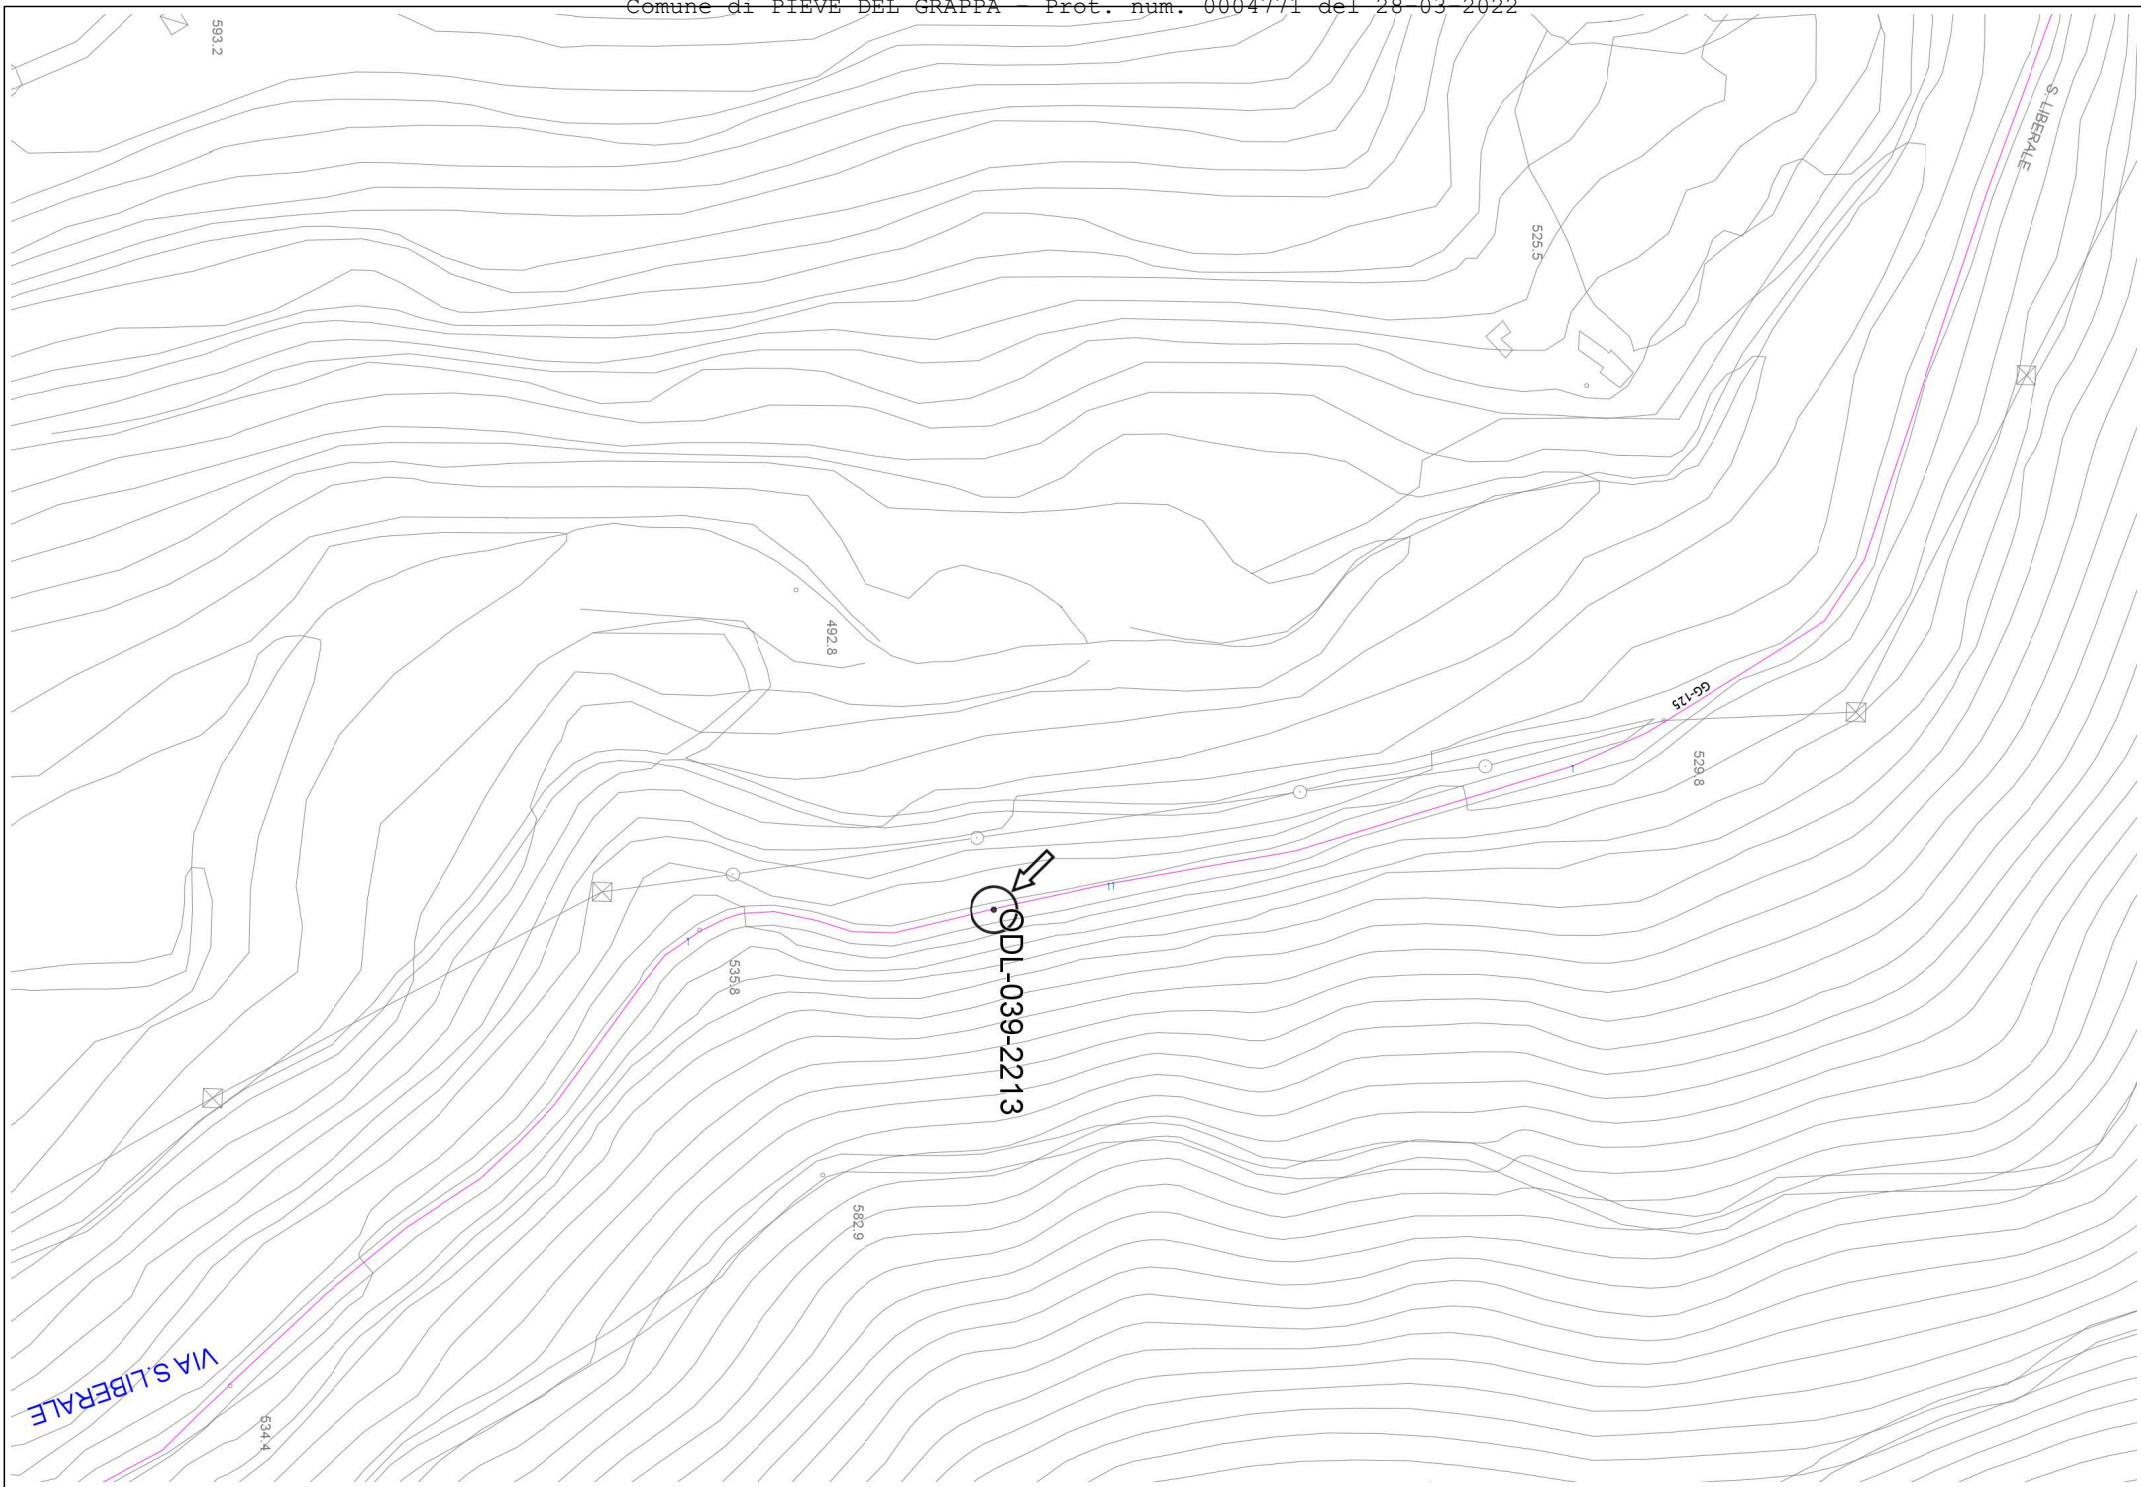 Comune di PIEVE DEL GRAPPA - Prot. num. 0004771 del 28-03-2022
593.2
S. LIBERALE
525.5
492.8
GG-125
529.8
ODL-039-2213
535.8
582.9
VIA S.LIBERALE
534.4